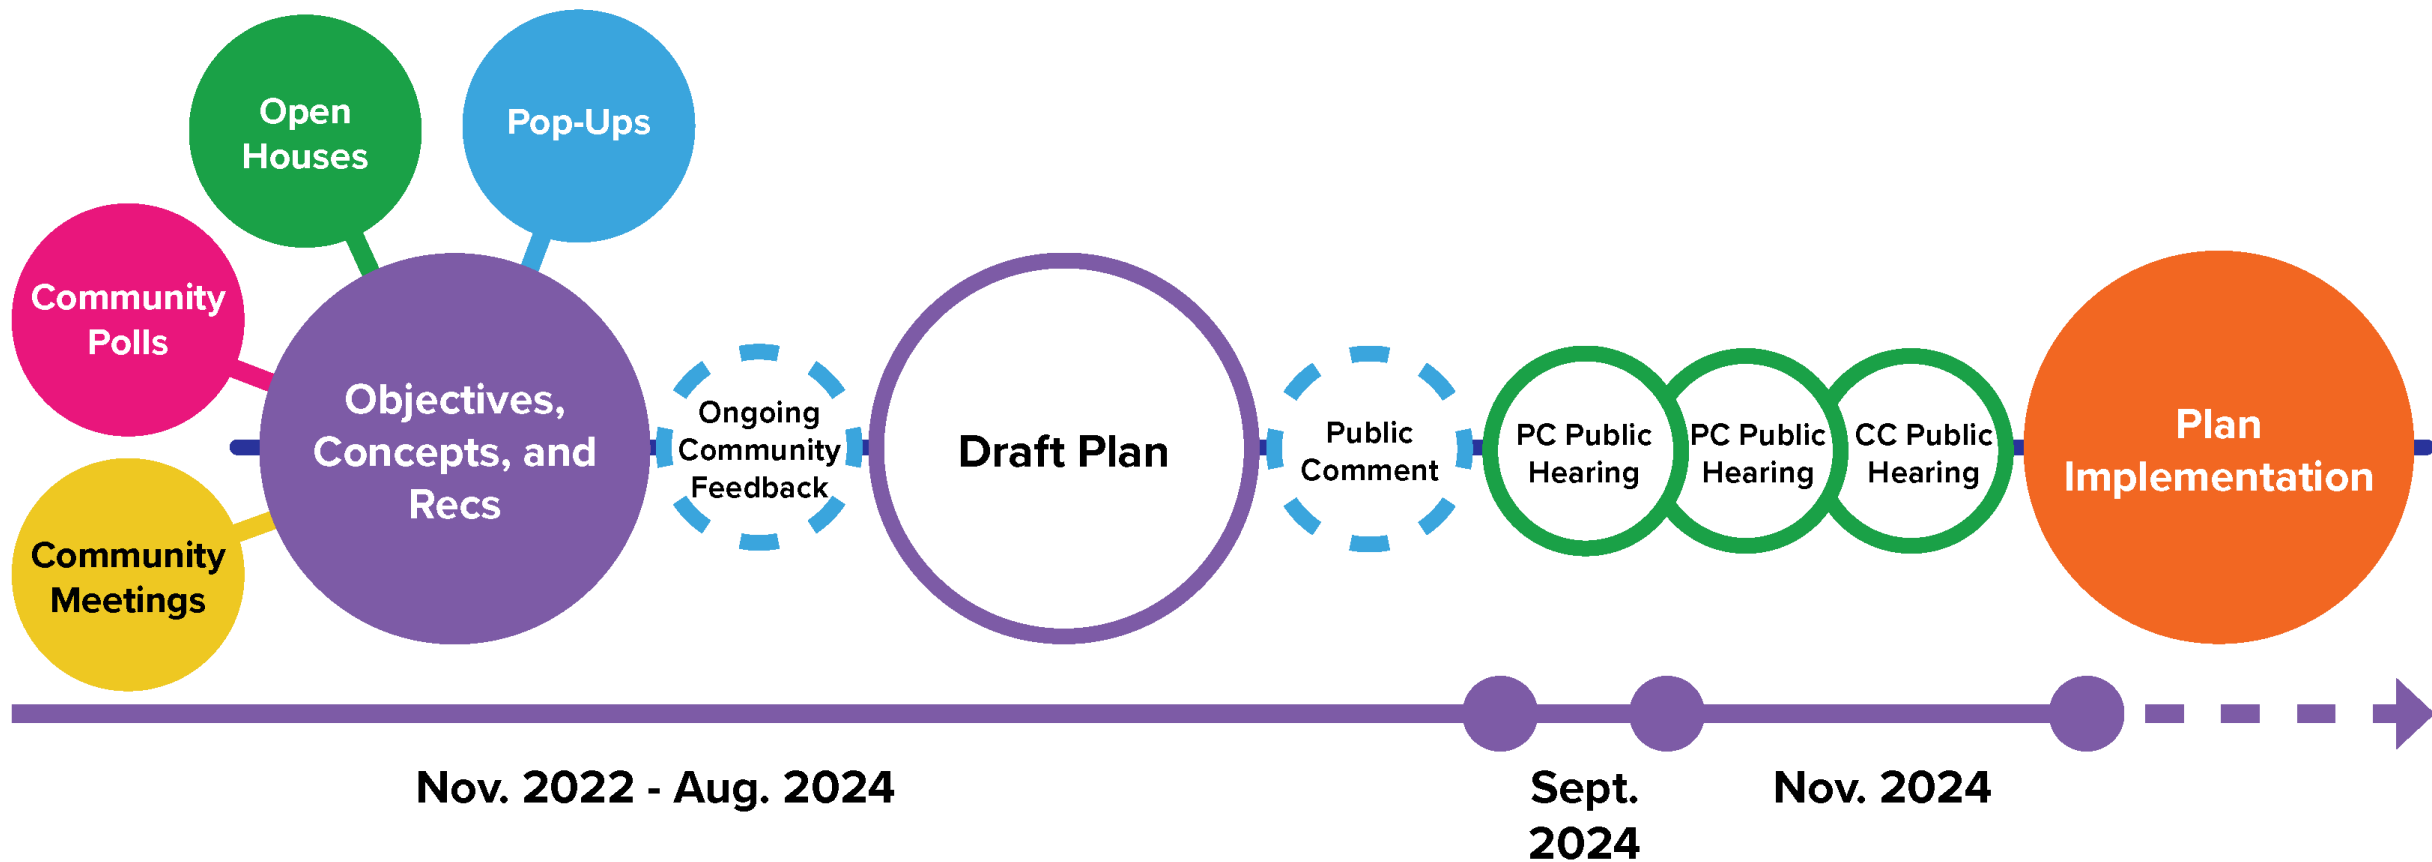 Open
Houses
Pop-Ups
Community
Polls
Community
Meetings
Objectives,
Concepts, and
Recs
Ongoing
Community
Feedback
Draft Plan
Public
Comment
PC Public
Hearing
PC Public
Hearing
CC Public
Hearing
Plan
Implementation
Nov. 2022 - Aug. 2024
Sept.
2024
Nov. 2024